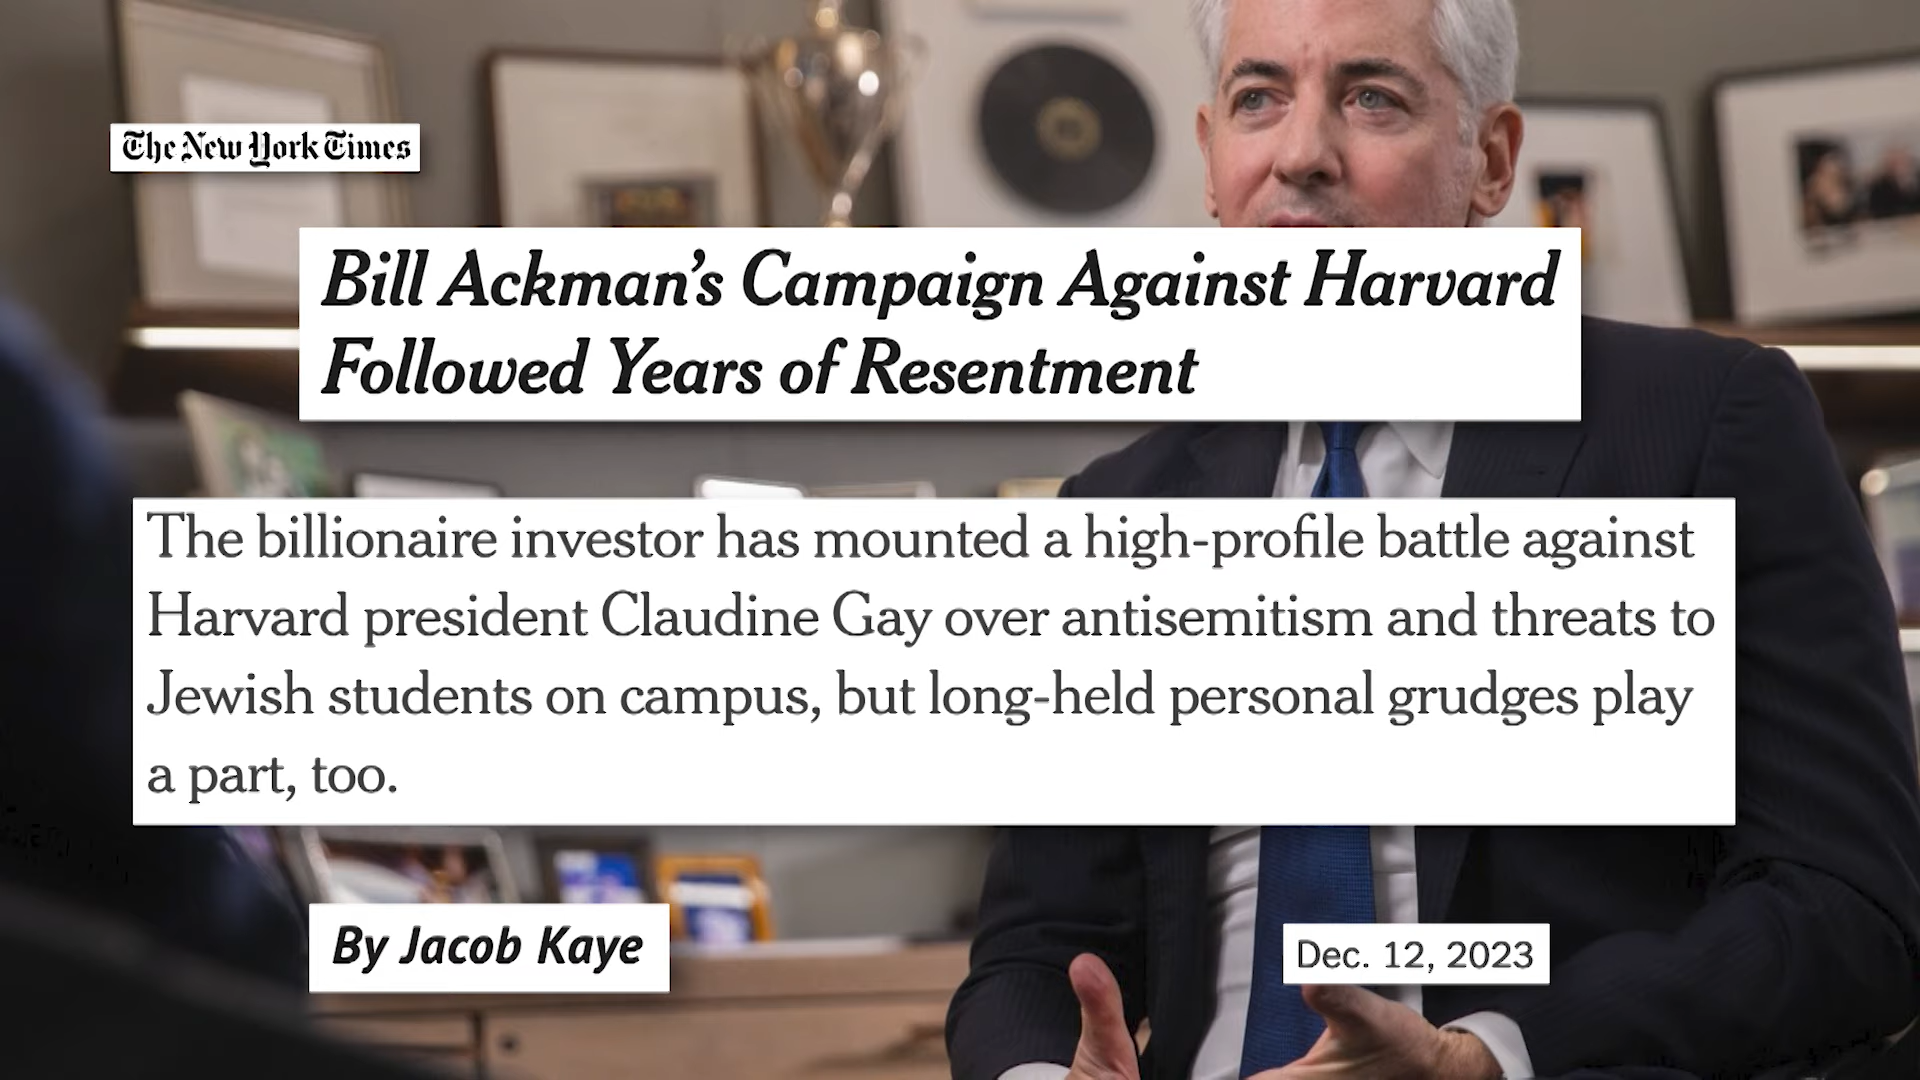 The New York Times
Bill Ackman's Campaign Against Harvard
Followed Years of Resentment
The billionaire investor has mounted a high-profile battle against
Harvard president Claudine Gay over antisemitism and threats to
Jewish students on campus, but long-held personal grudges play
a part, too.
By Jacob Kaye
Dec. 12, 2023